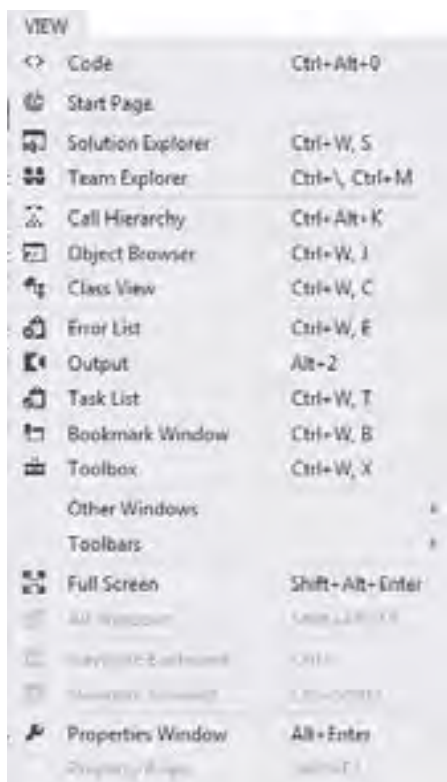 VIEW
Code Ctrl+Alt+0
Start Page
Solution Explorer Ctrl+W, S
Team Explorer Ctrl+\, Ctrl+M
Call Hierarchy Ctrl+Alt+K
Object Browser Ctrl+W, J
Class View Ctrl+W, C
Error List Ctrl+W, E
Output Alt+2
Task List Ctrl+W, T
Bookmark Window Ctrl+W, B
Toolbox Ctrl+W, X
Other Windows
Toolbars
Full Screen Shift+Alt+Enter
Navigate Backward
Properties Window Alt+Enter